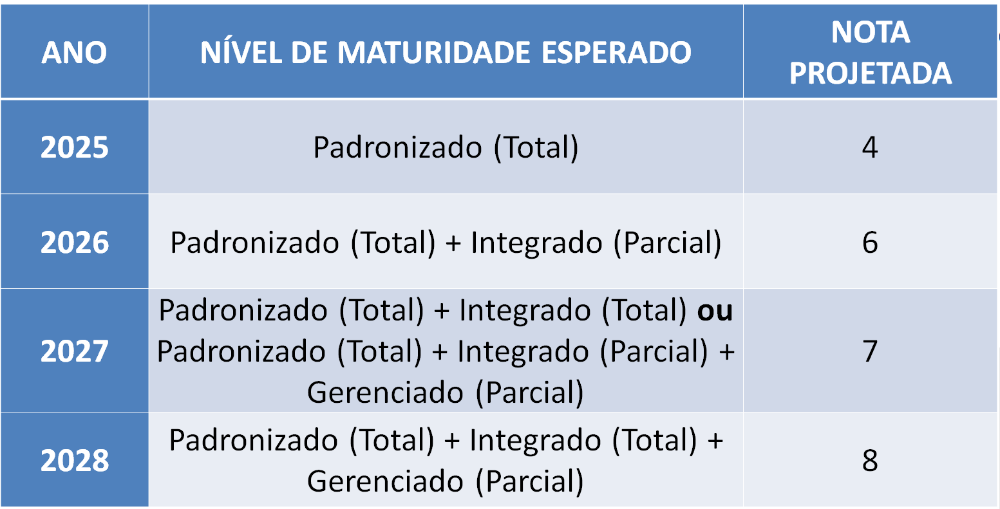 ANO
NÍVEL DE MATURIDADE ESPERADO
NOTA
PROJETADA
2025
Padronizado (Total)
4
2026
Padronizado (Total) + Integrado (Parcial)
6
2027
Padronizado (Total) + Integrado (Total) ou
Padronizado (Total) + Integrado (Parcial) +
Gerenciado (Parcial)
7
2028
Padronizado (Total) + Integrado (Total) +
Gerenciado (Parcial)
8